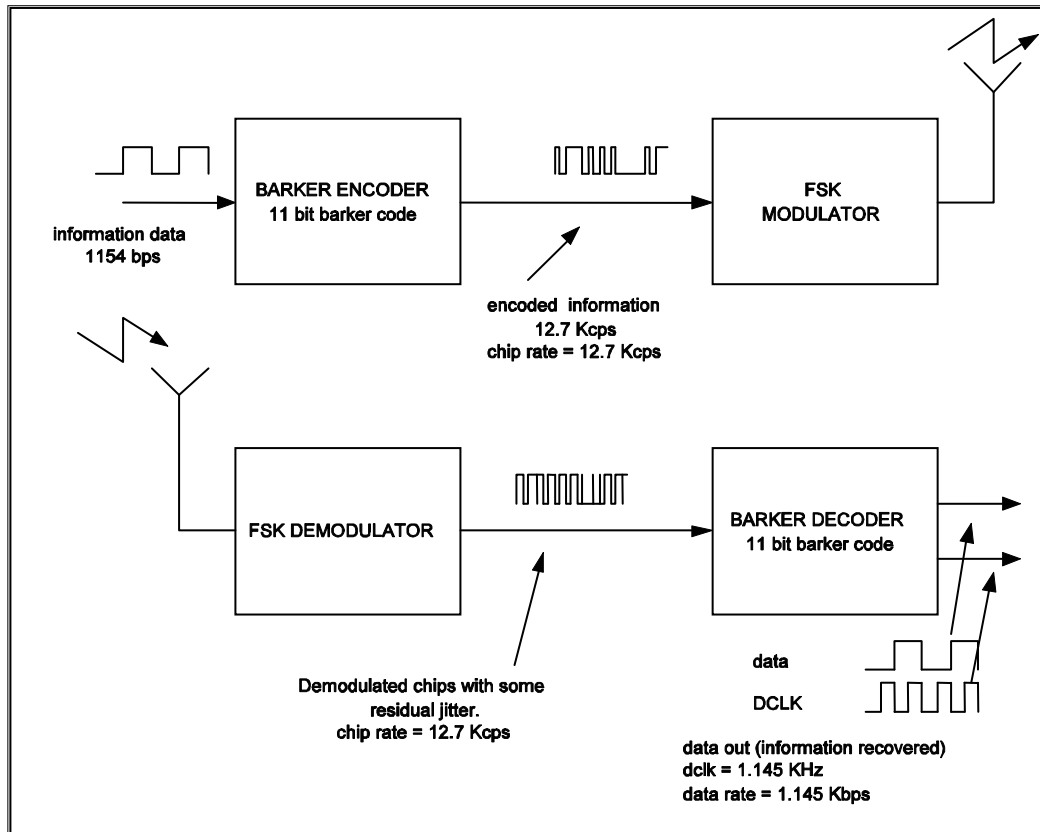 BARKER ENCODER
11 bit barker code
FSK
MODULATOR
information data
1154 bps
encoded information
12.7 Kcps
chip rate = 12.7 Kcps
FSK DEMODULATOR
BARKER DECODER
11 bit barker code
Demodulated chips with some
residual jitter.
chip rate = 12.7 Kcps
data
DCLK
data out (information recovered)
dclk = 1.145 KHz
data rate = 1.145 Kbps